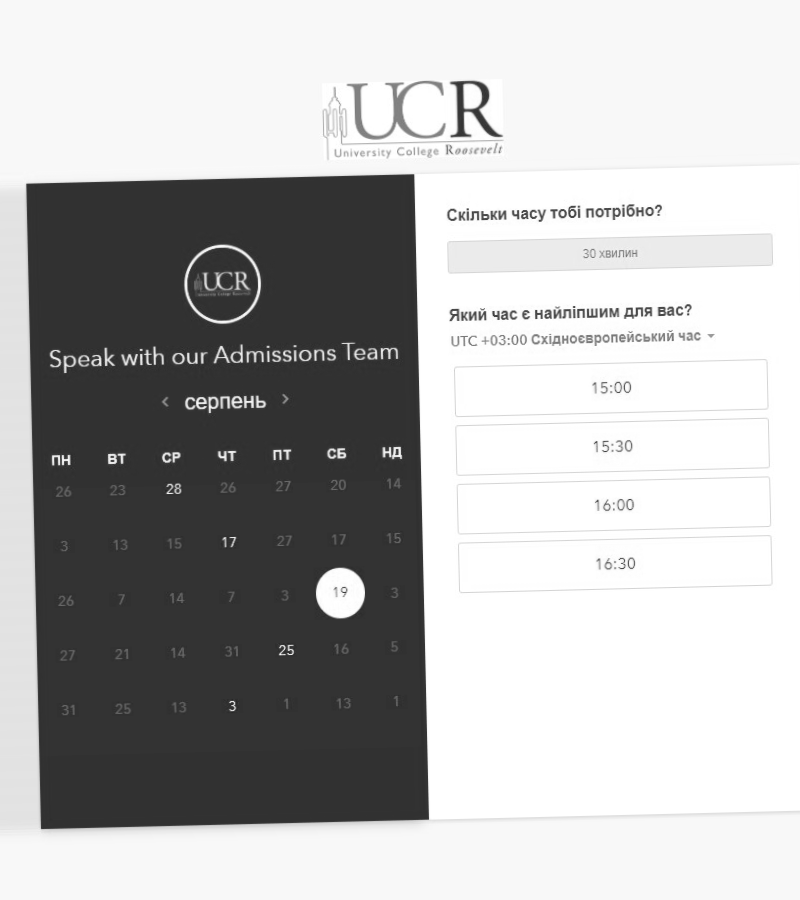 UCR
University College Roosevelt
UCR
University College Roosevelt
Speak with our Admissions Team
серпень
ПН ВТ СР ЧТ ПТ СБ НД
26 23 28 26 27 20 14
3 13 15 17 27 17 15
26 7 14 7 3 19 3
27 21 14 31 25 16 5
31 25 13 3 1 13 1
Скільки часу тобі потрібно?
30 хвилин
Який час є найліпшим для вас?
UTC +03:00 Східноєвропейський час
15:00
15:30
16:00
16:30